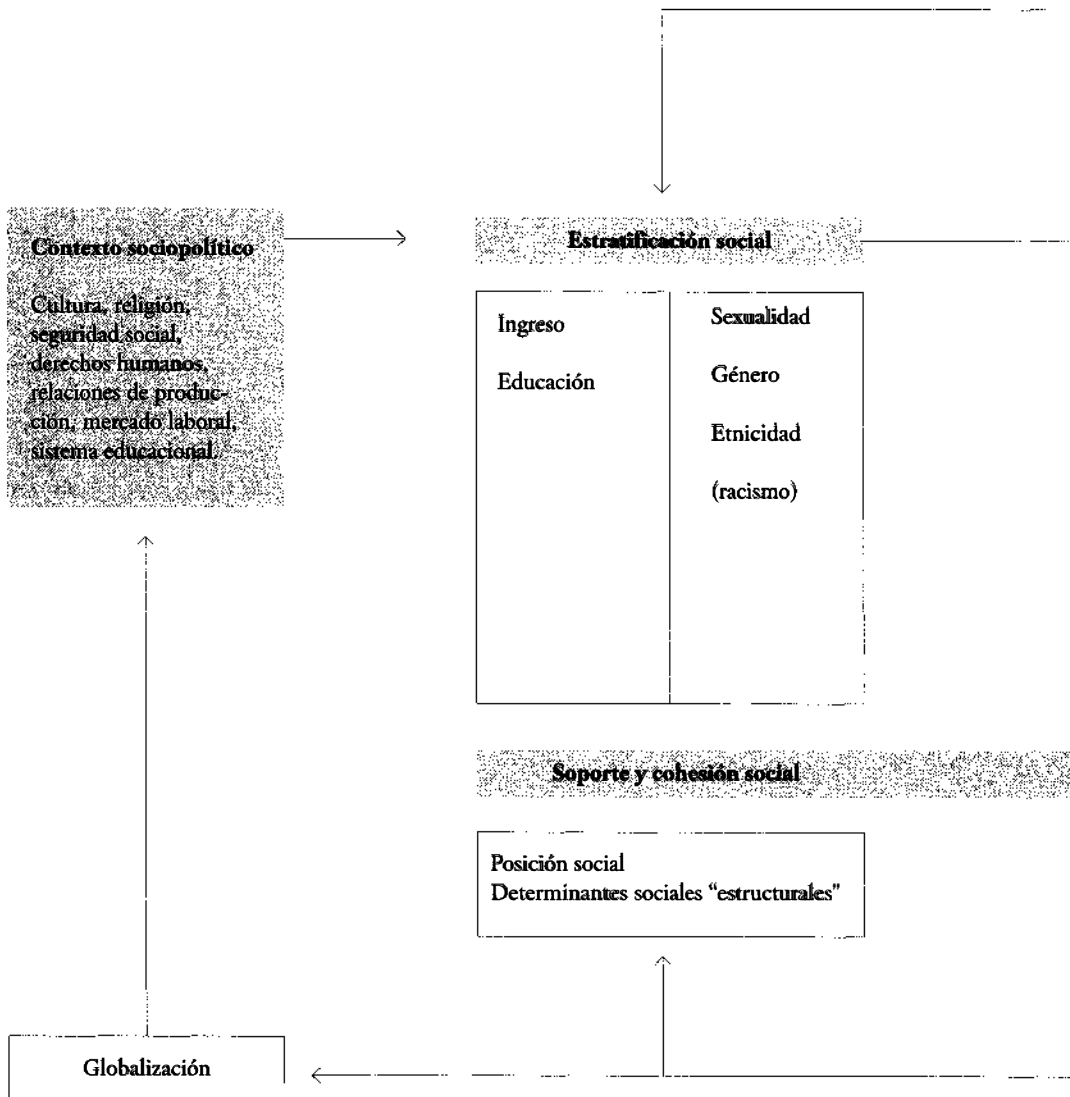 Contexto sociopolítico
Cultura, religión,
seguridad social,
derechos humanos,
relaciones de produc-
ción, mercado laboral,
sistema educacional.
Estratificación social
Ingreso
Educación
Sexualidad
Género
Etnicidad
(racismo)
Soporte y cohesión social
Posición social
Determinantes sociales “estructurales”
Globalización